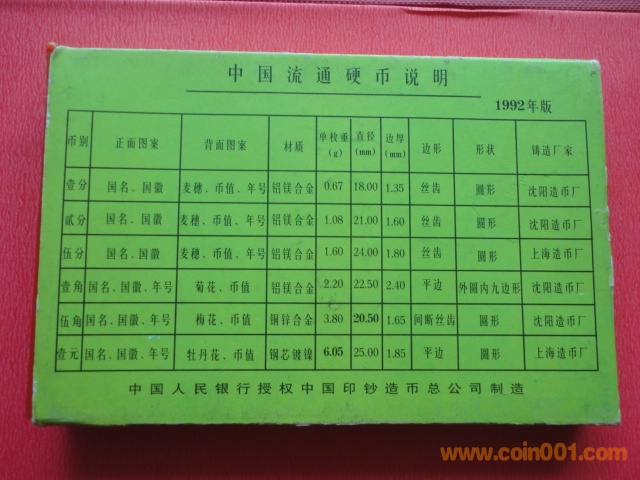 中国流通硬币说明
1992年版
币别 正面图案 背面图案 材质 单枚重(g) 直径(mm) 边厚(mm) 边形 形状 铸造厂家
壹分 国名、国徽 麦穗、币值、年号 铝镁合金 0.67 18.00 1.35 丝齿 圆形 沈阳造币厂
贰分 国名、国徽 麦穗、币值、年号 铝镁合金 1.08 21.00 1.60 丝齿 圆形 沈阳造币厂
伍分 国名、国徽 麦穗、币值、年号 铝镁合金 1.60 24.00 1.80 丝齿 圆形 上海造币厂
壹角 国名、国徽、年号 菊花、币值 铝镁合金 2.20 22.50 2.40 平边 外圆内九边形 沈阳造币厂
伍角 国名、国徽、年号 梅花、币值 铜锌合金 3.80 20.50 1.65 间断丝齿 圆形 沈阳造币厂
壹元 国名、国徽、年号 牡丹花、币值 钢芯镀镍 6.05 25.00 1.85 平边 圆形 上海造币厂
中国人民银行授权中国印钞造币总公司制造
www.coin001.com